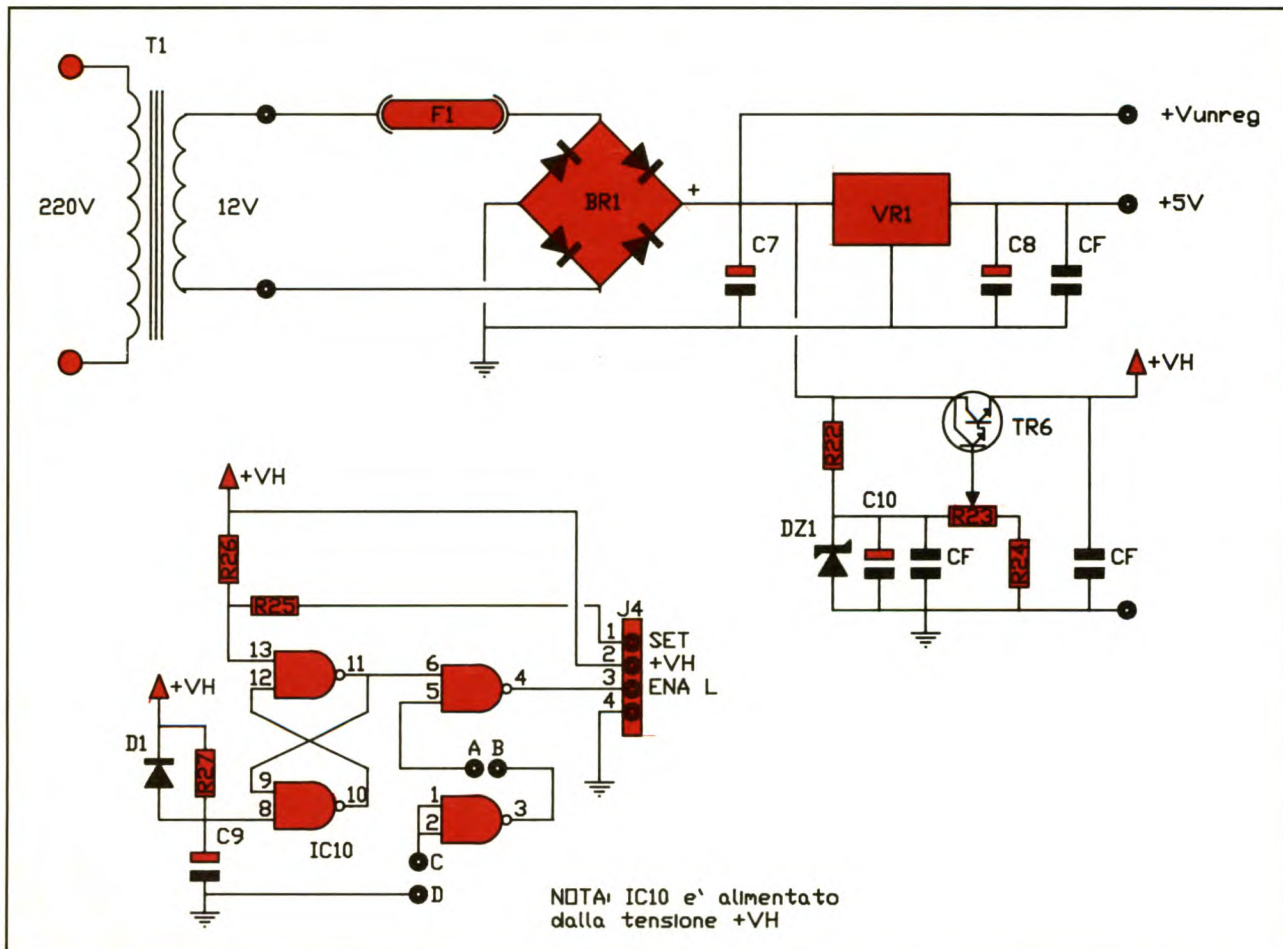 T1
F1
+Vunreg
220V
12V
BR1
+
VR1
+5V
C7
C8
CF
+VH
TR6
R22
C10
R23
DZ1
CF
R24
CF
+VH
R26
R25
J4
1
SET
13
12
11
6
5
4
2
+VH
3
ENA L
4
+VH
D1
R27
A
B
9
8
10
1
2
3
C9
IC10
C
D
NOTA: IC10 e' alimentato
dalla tensione +VH